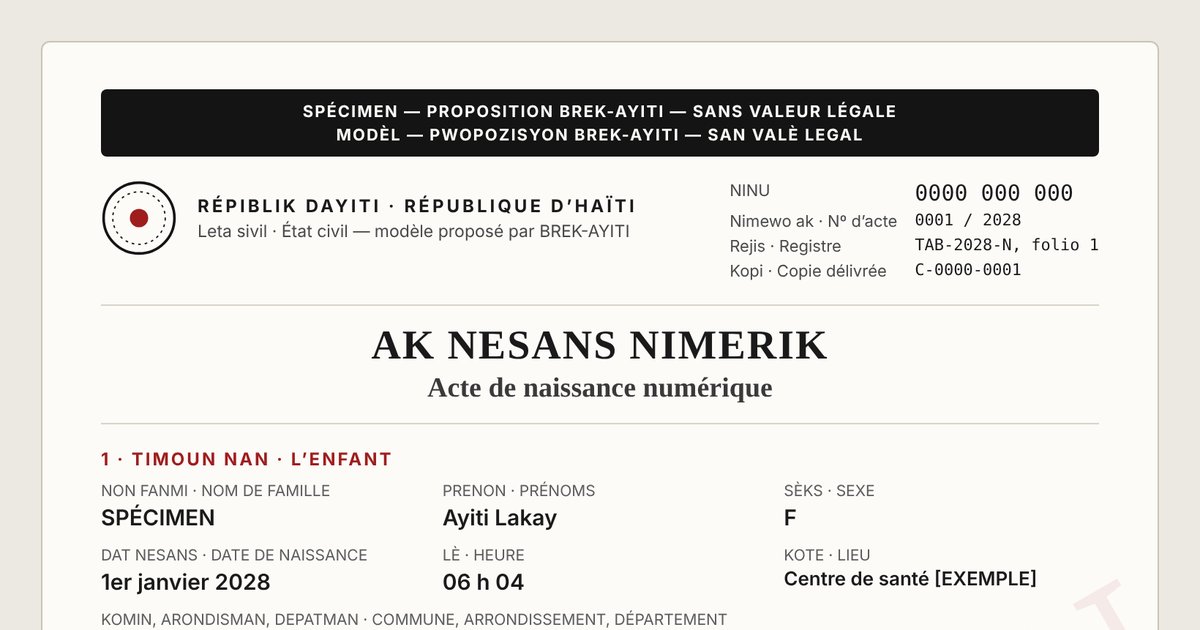 SPÉCIMEN — PROPOSITION BREK-AYITI — SANS VALEUR LÉGALE
MODÈL — PWOPOZISYON BREK-AYITI — SAN VALÈ LEGAL
RÉPIBLIK DAYITI · RÉPUBLIQUE D’HAÏTI
Leta sivil · État civil — modèle proposé par BREK-AYITI
NINU 0000 000 000
Nimewo ak · Nº d’acte 0001 / 2028
Rejis · Registre TAB-2028-N, folio 1
Kopi · Copie délivrée C-0000-0001
AK NESANS NIMERIK
Acte de naissance numérique
1 · TIMOUN NAN · L’ENFANT
NON FANMI · NOM DE FAMILLE PRENON · PRÉNOMS SÈKS · SEXE
SPÉCIMEN Ayiti Lakay F
DAT NESANS · DATE DE NAISSANCE LÈ · HEURE KOTE · LIEU
1er janvier 2028 06 h 04 Centre de santé [EXEMPLE]
KOMIN, ARONDISMAN, DEPATMAN · COMMUNE, ARRONDISSEMENT, DÉPARTEMENT